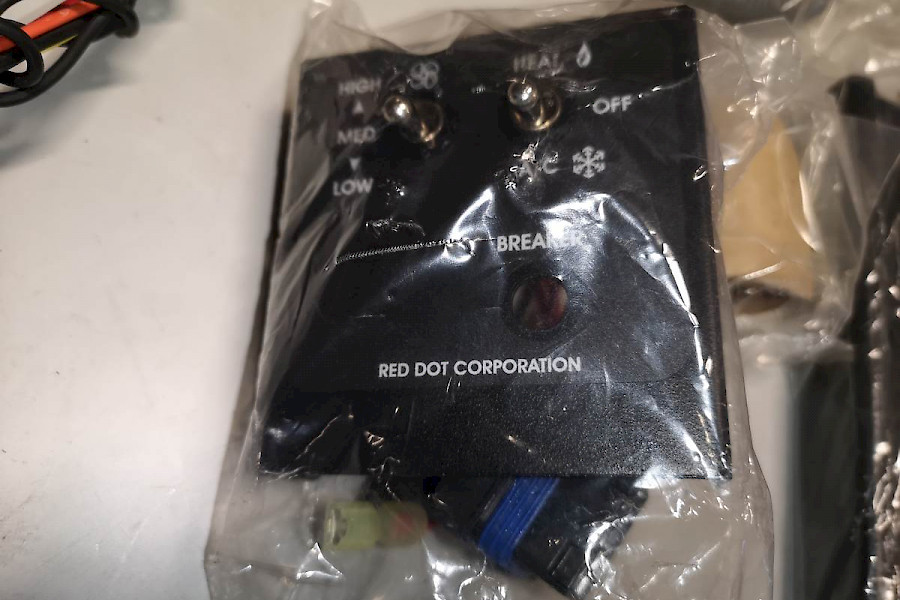 HIGH
HEAT
OFF
MED
A/C
LOW
BREAKER
RED DOT CORPORATION